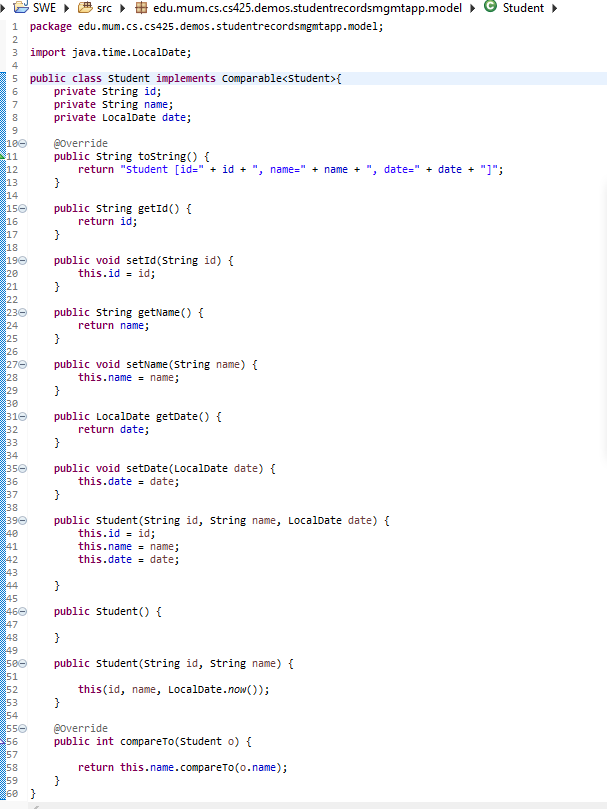 SWE src edu.mum.cs.cs425.demos.studentrecordsmgmtapp.model Student
1 package edu.mum.cs.cs425.demos.studentrecordsmgmtapp.model;
2
3 import java.time.LocalDate;
4
5 public class Student implements Comparable<Student>{
6 private String id;
7 private String name;
8 private LocalDate date;
9
10 @Override
11 public String toString() {
12 return "Student [id=" + id + ", name=" + name + ", date=" + date + "]";
13 }
14
15 public String getId() {
16 return id;
17 }
18
19 public void setId(String id) {
20 this.id = id;
21 }
22
23 public String getName() {
24 return name;
25 }
26
27 public void setName(String name) {
28 this.name = name;
29 }
30
31 public LocalDate getDate() {
32 return date;
33 }
34
35 public void setDate(LocalDate date) {
36 this.date = date;
37 }
38
39 public Student(String id, String name, LocalDate date) {
40 this.id = id;
41 this.name = name;
42 this.date = date;
43
44 }
45
46 public Student() {
47
48 }
49
50 public Student(String id, String name) {
51
52 this(id, name, LocalDate.now());
53 }
54
55 @Override
56 public int compareTo(Student o) {
57
58 return this.name.compareTo(o.name);
59 }
60 }